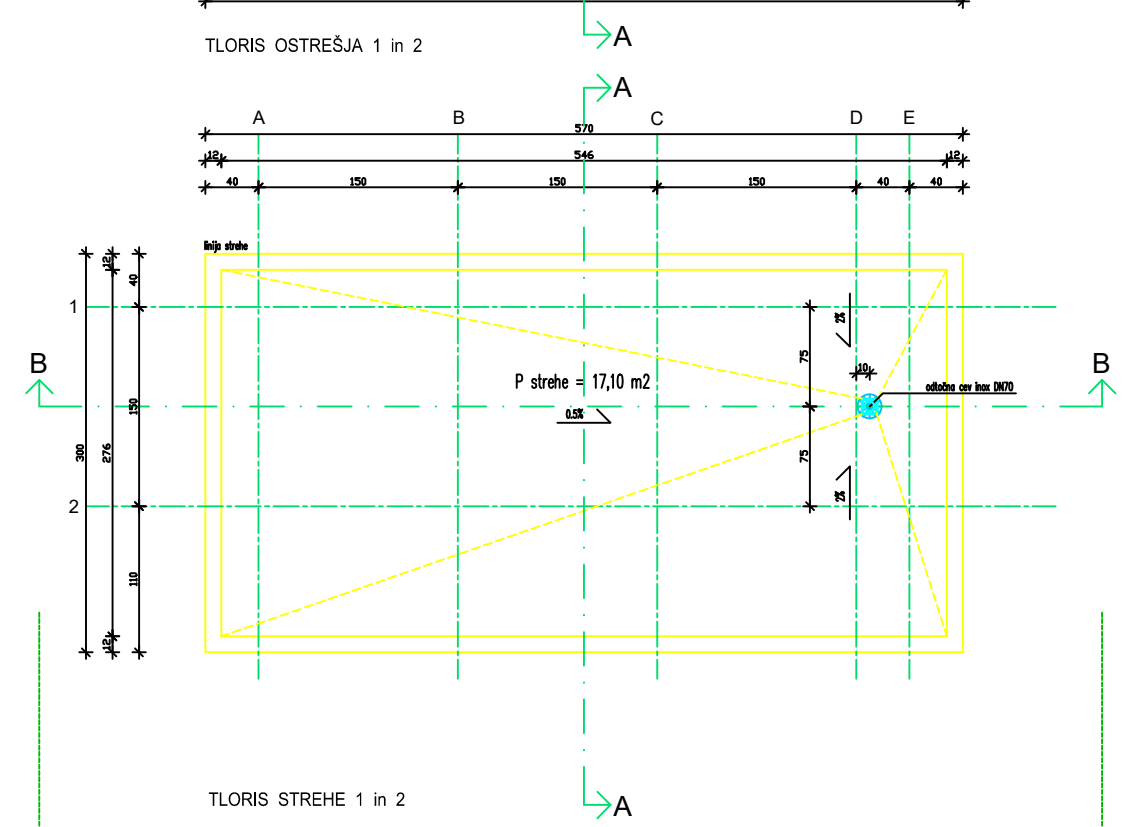 A
TLORIS OSTREŠJA 1 in 2
A
A B C D E
570
12 546 12
40 150 150 150 40 40
linija strehe
12
40
1
2%
75
10
B B
P strehe = 17,10 m2
odtočna cev inox DN70
0.5%
150
300
276
75
2%
2
110
12
TLORIS STREHE 1 in 2
A